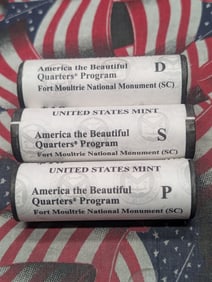 America the Beautiful
Quarters® Program
D
Fort Moultrie National Monument (SC)
UNITED STATES MINT
America the Beautiful
Quarters® Program
S
Fort Moultrie National Monument (SC)
UNITED STATES MINT
America the Beautiful
Quarters® Program
P
Fort Moultrie National Monument (SC)